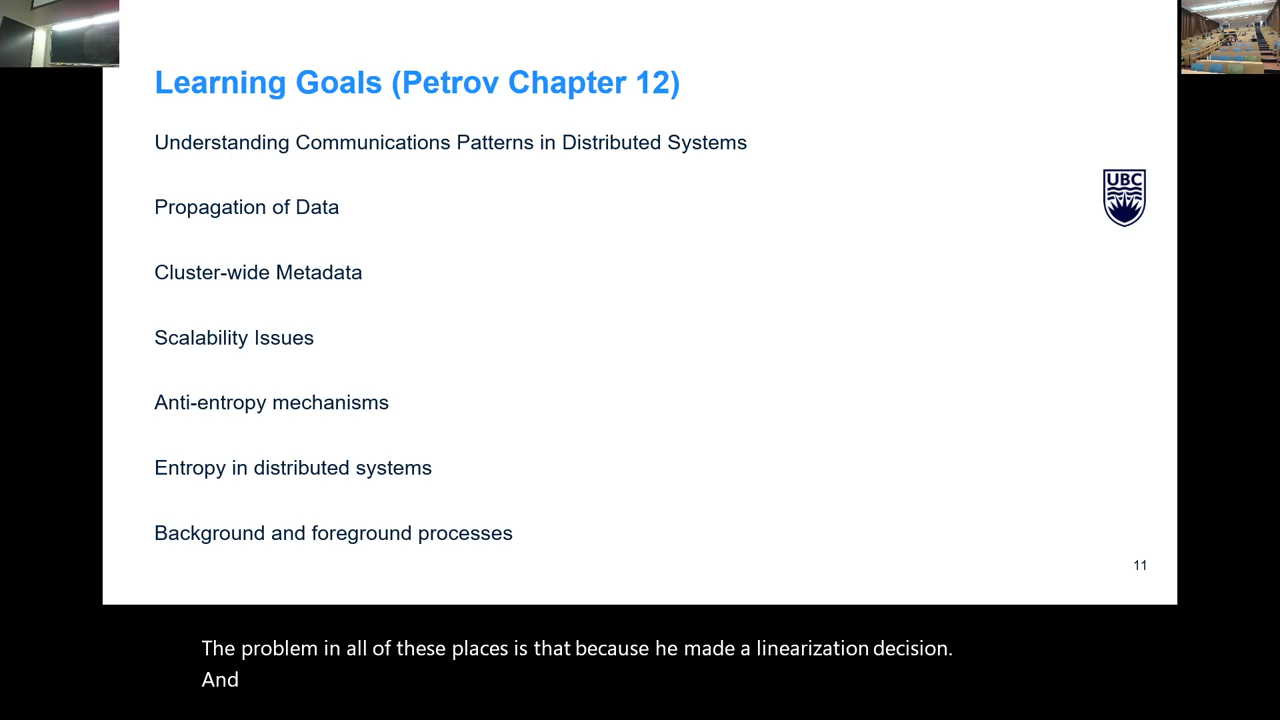 Learning Goals (Petrov Chapter 12)
Understanding Communications Patterns in Distributed Systems
UBC
Propagation of Data
Cluster-wide Metadata
Scalability Issues
Anti-entropy mechanisms
Entropy in distributed systems
Background and foreground processes
11
The problem in all of these places is that because he made a linearization decision.
And